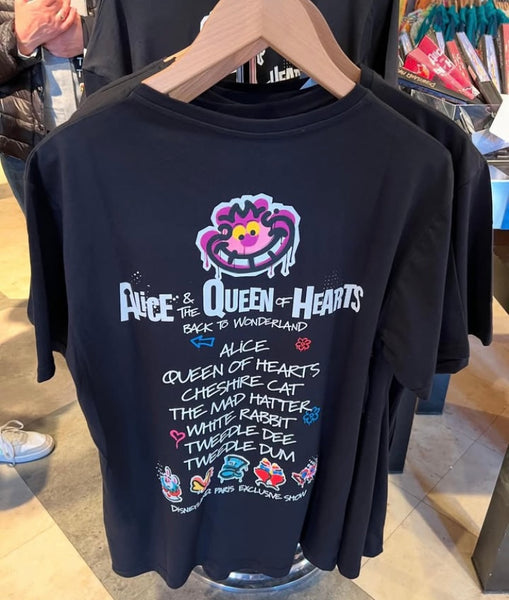 ALICE & THE QUEEN OF HEARTS
BACK TO WONDERLAND
ALICE
QUEEN OF HEARTS
CHESHIRE CAT
THE MAD HATTER
WHITE RABBIT
TWEEDLE DEE
TWEEDLE DUM
PARIS EXCLUSIVE SHOW